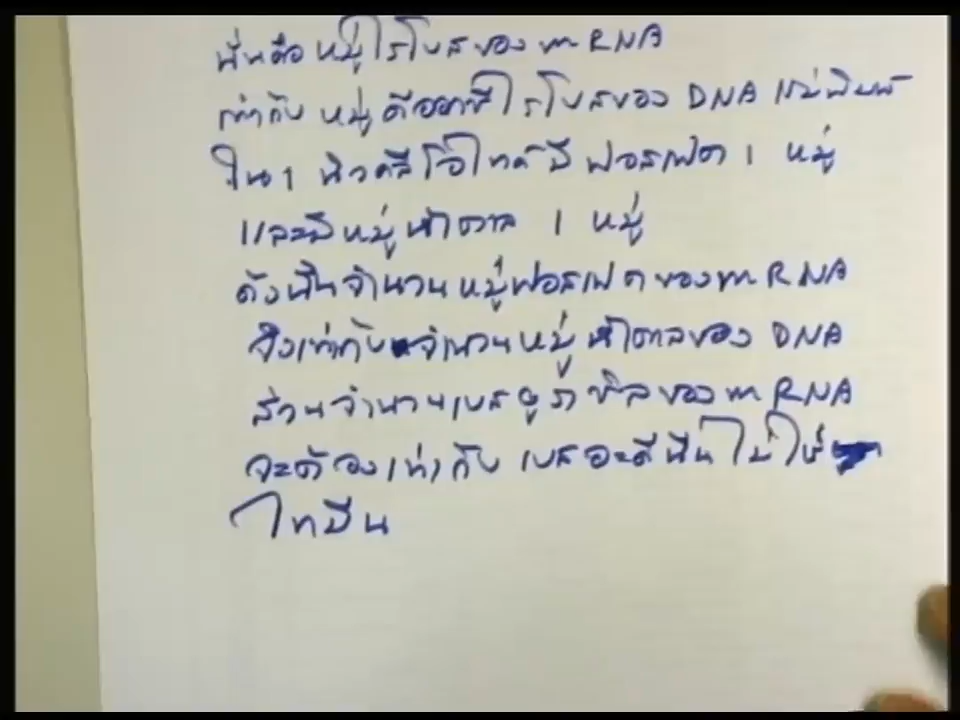 นั่นคือ หมู่ไรโบสของ mRNA
เท่ากับ หมู่ดีออกซีไรโบสของ DNA แม่พิมพ์
ใน 1 นิวคลีโอไทด์ มี ฟอสเฟต 1 หมู่
และมีหมู่น้ำตาล 1 หมู่
ดังนั้นจำนวนหมู่ฟอสเฟตของ mRNA
จึงเท่ากับจำนวนหมู่น้ำตาลของ DNA
ส่วนจำนวนเบสยูราซิลของ mRNA
จะต้องเท่ากับ เบสอะดีนีนไม่ใช่
ไทมีน